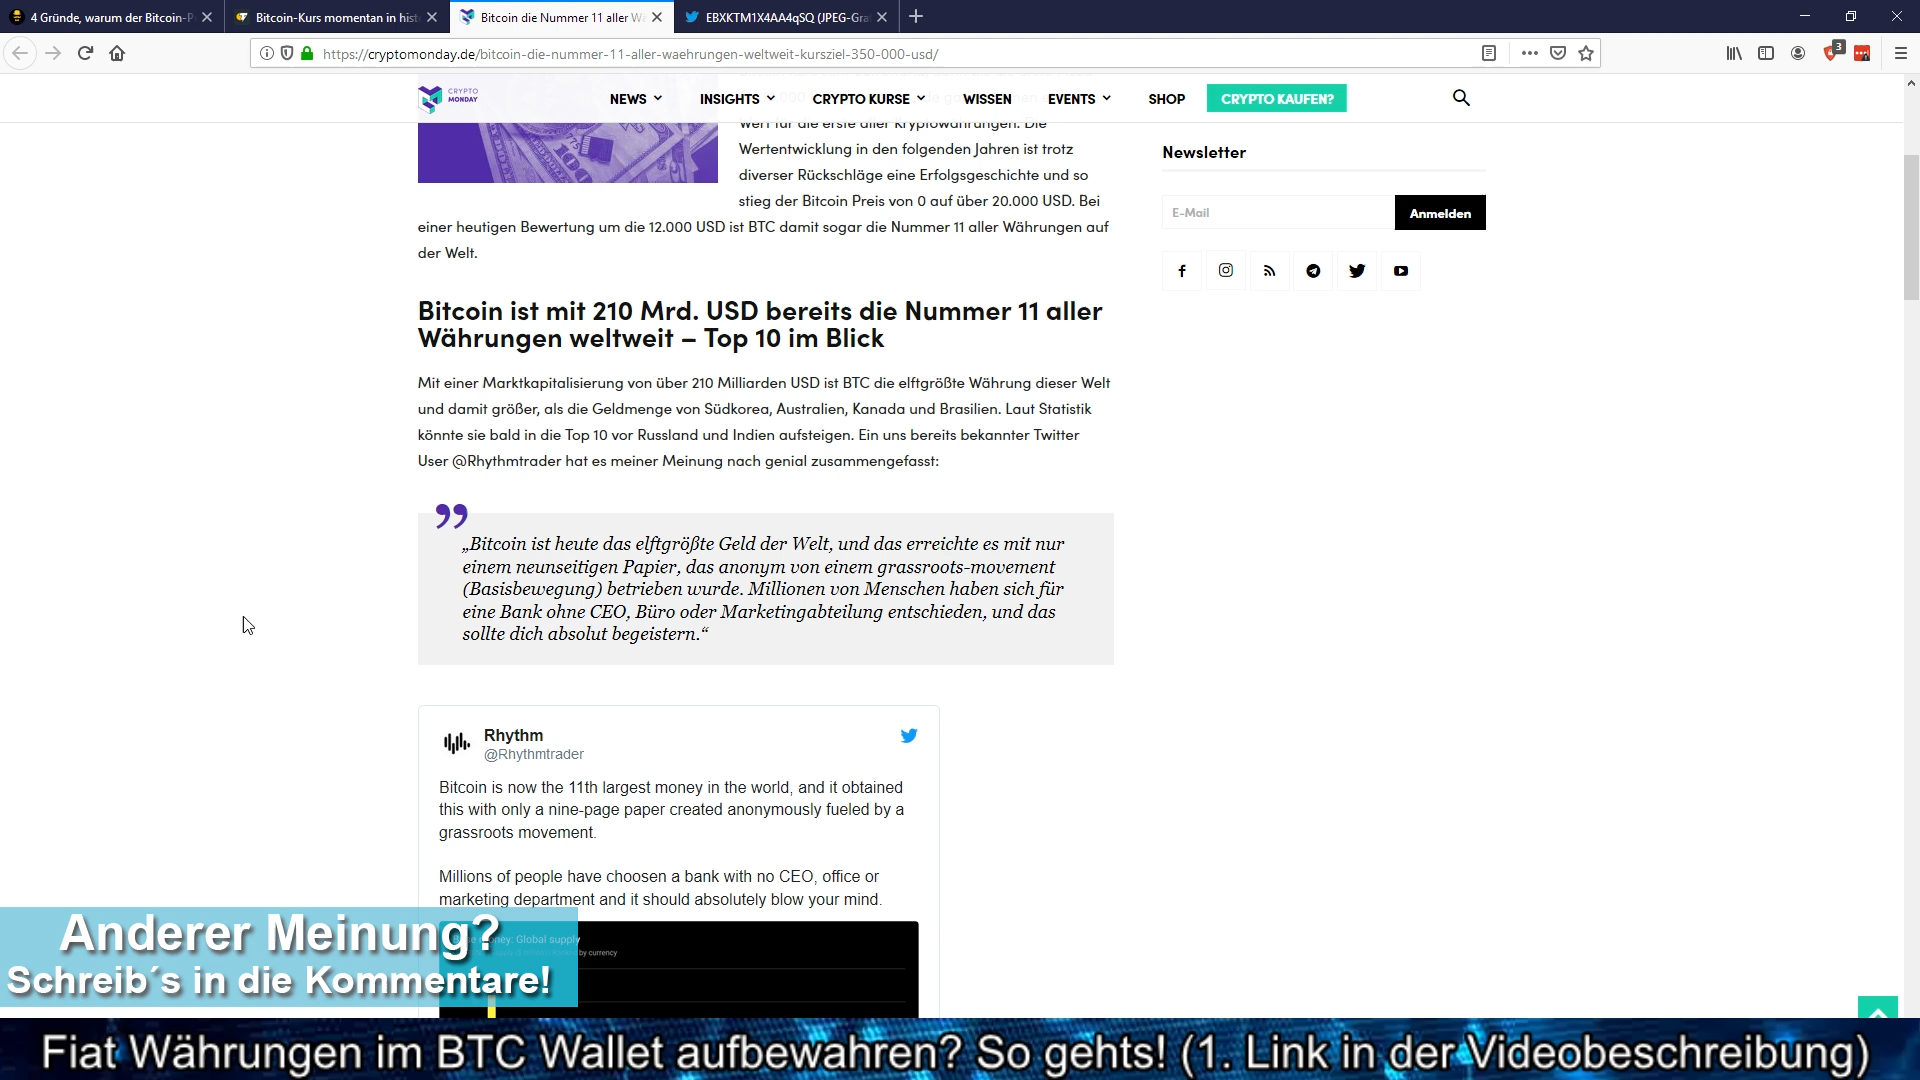 4 Gründe, warum der Bitcoin-P
Bitcoin-Kurs momentan in hist
Bitcoin die Nummer 11 aller W
EBXKTM1X4AA4qSQ (JPEG-Gra
https://cryptomonday.de/bitcoin-die-nummer-11-aller-waehrungen-weltweit-kursziel-350-000-usd/
3
CRYPTO
MONDAY
NEWS
INSIGHTS
CRYPTO KURSE
WISSEN
EVENTS
SHOP
CRYPTO KAUFEN?
Wert für die erste aller Kryptowährungen. Die
Wertentwicklung in den folgenden Jahren ist trotz
diverser Rückschläge eine Erfolgsgeschichte und so
stieg der Bitcoin Preis von 0 auf über 20.000 USD. Bei
einer heutigen Bewertung um die 12.000 USD ist BTC damit sogar die Nummer 11 aller Währungen auf
der Welt.
Newsletter
E-Mail
Anmelden
Bitcoin ist mit 210 Mrd. USD bereits die Nummer 11 aller
Währungen weltweit – Top 10 im Blick
Mit einer Marktkapitalisierung von über 210 Milliarden USD ist BTC die elftgrößte Währung dieser Welt
und damit größer, als die Geldmenge von Südkorea, Australien, Kanada und Brasilien. Laut Statistik
könnte sie bald in die Top 10 vor Russland und Indien aufsteigen. Ein uns bereits bekannter Twitter
User @Rhythmtrader hat es meiner Meinung nach genial zusammengefasst:
„Bitcoin ist heute das elftgrößte Geld der Welt, und das erreichte es mit nur
einem neunseitigen Papier, das anonym von einem grassroots-movement
(Basisbewegung) betrieben wurde. Millionen von Menschen haben sich für
eine Bank ohne CEO, Büro oder Marketingabteilung entschieden, und das
sollte dich absolut begeistern.“
Rhythm
@Rhythmtrader
Bitcoin is now the 11th largest money in the world, and it obtained
this with only a nine-page paper created anonymously fueled by a
grassroots movement.
Millions of people have choosen a bank with no CEO, office or
marketing department and it should absolutely blow your mind.
money: Global supply
by currency
Anderer Meinung?
Schreib´s in die Kommentare!
Fiat Währungen im BTC Wallet aufbewahren? So gehts! (1. Link in der Videobeschreibung)